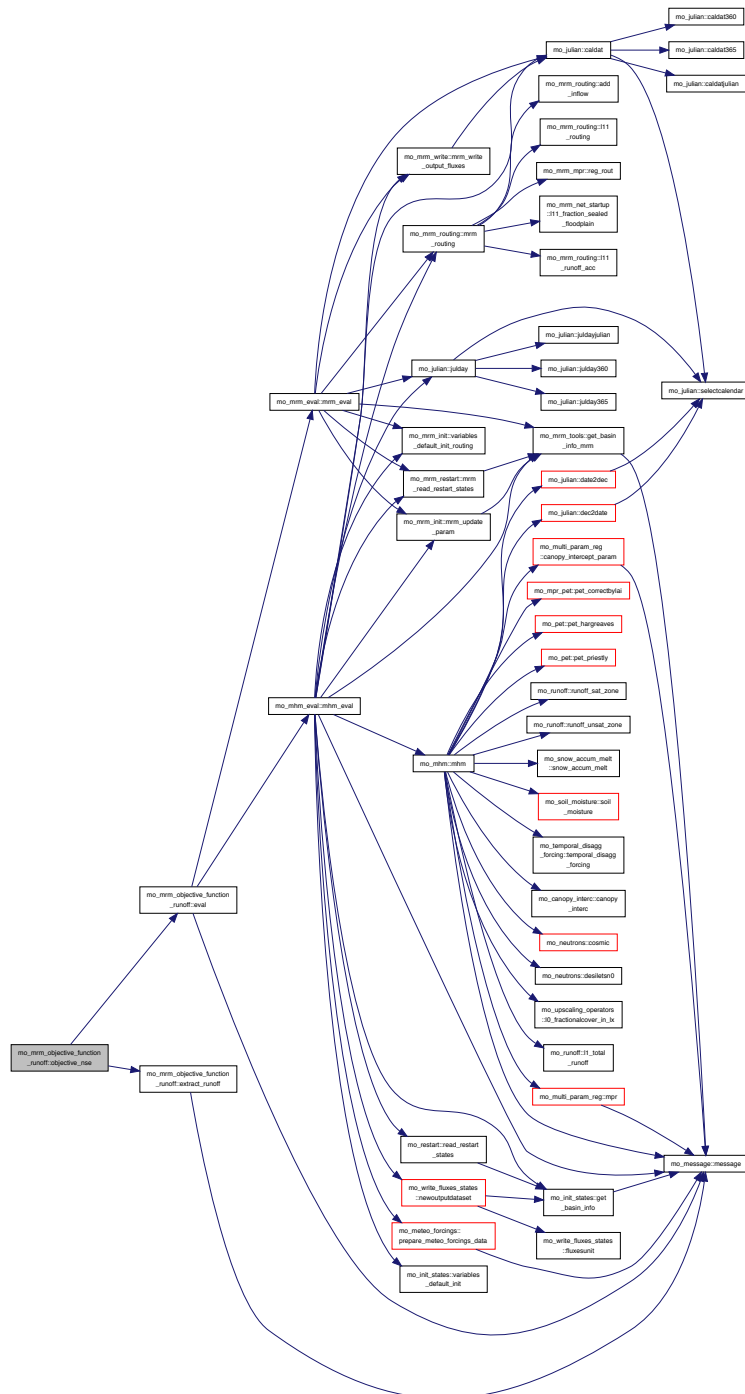 mo_julian::caldat360
mo_julian::caldat
mo_julian::caldat365
mo_julian::caldatjulian
mo_mrm_routing::add
_inflow
mo_mrm_routing::l11
_routing
mo_mrm_write::mrm_write
_output_fluxes
mo_mrm_mpr::reg_rout
mo_mrm_net_startup
::l11_fraction_sealed
_floodplain
mo_mrm_routing::mrm
_routing
mo_mrm_routing::l11
_runoff_acc
mo_julian::juldayjulian
mo_julian::julday
mo_julian::julday360
mo_julian::selectcalendar
mo_julian::julday365
mo_mrm_eval::mrm_eval
mo_mrm_init::variables
_default_init_routing
mo_mrm_tools::get_basin
_info_mrm
mo_mrm_restart::mrm
_read_restart_states
mo_julian::date2dec
mo_julian::dec2date
mo_mrm_init::mrm_update
_param
mo_multi_param_reg
::canopy_intercept_param
mo_mpr_pet::pet_correctbylai
mo_pet::pet_hargreaves
mo_pet::pet_priestly
mo_runoff::runoff_sat_zone
mo_mhm_eval::mhm_eval
mo_runoff::runoff_unsat_zone
mo_mhm::mhm
mo_snow_accum_melt
::snow_accum_melt
mo_soil_moisture::soil
_moisture
mo_temporal_disagg
_forcing::temporal_disagg
_forcing
mo_mrm_objective_function
_runoff::eval
mo_canopy_interc::canopy
_interc
mo_neutrons::cosmic
mo_neutrons::desiletsn0
mo_upscaling_operators
::l0_fractionalcover_in_lx
mo_mrm_objective_function
_runoff::objective_nse
mo_runoff::l1_total
_runoff
mo_mrm_objective_function
_runoff::extract_runoff
mo_multi_param_reg::mpr
mo_restart::read_restart
_states
mo_message::message
mo_write_fluxes_states
::newoutputdataset
mo_init_states::get
_basin_info
mo_meteo_forcings::
prepare_meteo_forcings_data
mo_write_fluxes_states
::fluxesunit
mo_init_states::variables
_default_init